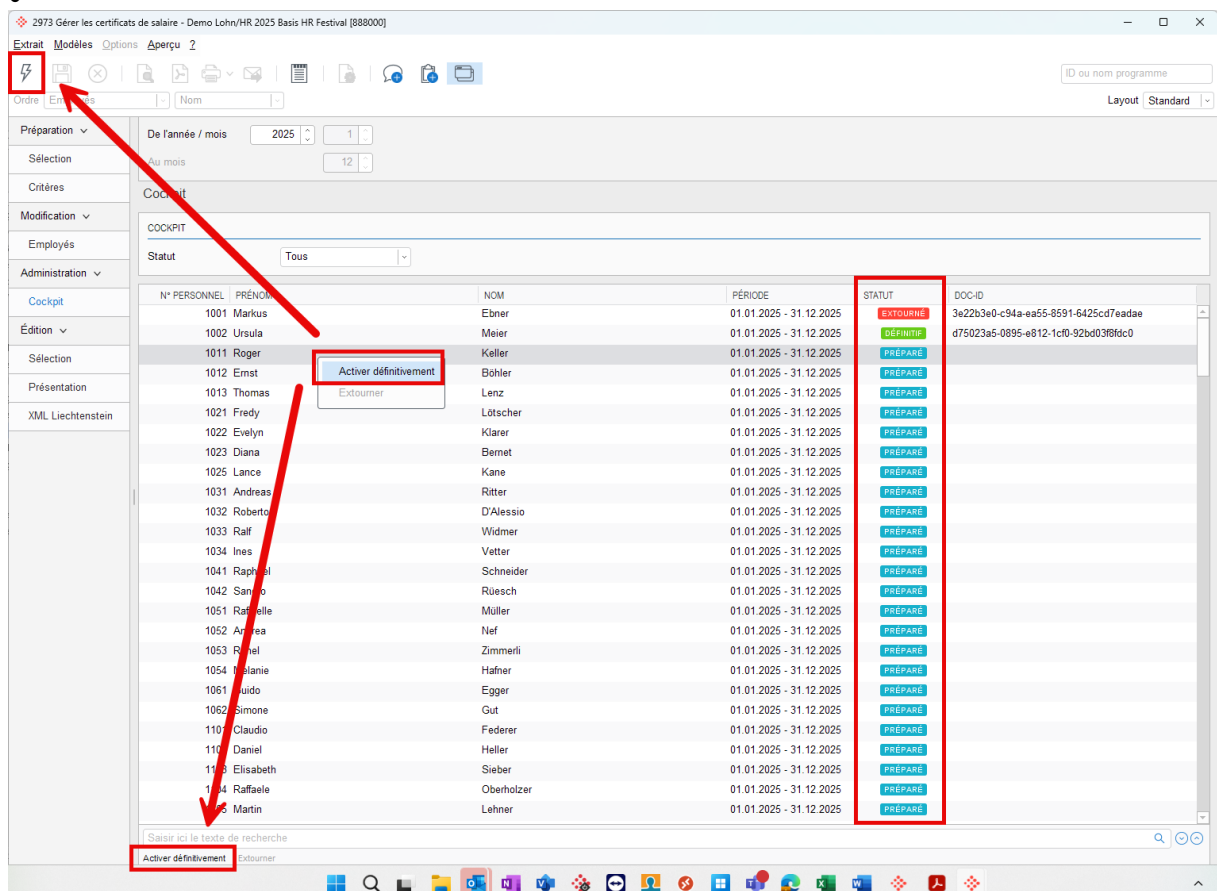 2973 Gérer les certificats de salaire - Demo Lohn/HR 2025 Basis HR Festival [888000]
Extrait Modèles Options Aperçu ?
ID ou nom programme
Ordre Employés Nom Layout Standard
Préparation De l'année / mois 2025 1
Sélection Au mois 12
Critères Cockpit
Modification COCKPIT
Employés Statut Tous
Administration
Cockpit N° PERSONNEL PRÉNOM NOM PÉRIODE STATUT DOC-ID
1001 Markus Ebner 01.01.2025 - 31.12.2025 EXTOURNÉ 3e22b3e0-c94a-ea55-8591-6425cd7eadae
Édition 1002 Ursula Meier 01.01.2025 - 31.12.2025 DÉFINITIF d75023a5-0895-e812-1cf0-92bd03f8fdc0
Sélection 1011 Roger Keller 01.01.2025 - 31.12.2025 PRÉPARÉ
1012 Ernst Activer définitivement Böhler 01.01.2025 - 31.12.2025 PRÉPARÉ
Présentation 1013 Thomas Extourner Lenz 01.01.2025 - 31.12.2025 PRÉPARÉ
XML Liechtenstein 1021 Fredy Lötscher 01.01.2025 - 31.12.2025 PRÉPARÉ
1022 Evelyn Klarer 01.01.2025 - 31.12.2025 PRÉPARÉ
1023 Diana Bernet 01.01.2025 - 31.12.2025 PRÉPARÉ
1025 Lance Kane 01.01.2025 - 31.12.2025 PRÉPARÉ
1031 Andreas Ritter 01.01.2025 - 31.12.2025 PRÉPARÉ
1032 Roberto D'Alessio 01.01.2025 - 31.12.2025 PRÉPARÉ
1033 Ralf Widmer 01.01.2025 - 31.12.2025 PRÉPARÉ
1034 Ines Vetter 01.01.2025 - 31.12.2025 PRÉPARÉ
1041 Raphael Schneider 01.01.2025 - 31.12.2025 PRÉPARÉ
1042 Rüesch 01.01.2025 - 31.12.2025 PRÉPARÉ
1051 Müller 01.01.2025 - 31.12.2025 PRÉPARÉ
1052 Nef 01.01.2025 - 31.12.2025 PRÉPARÉ
1053 Zimmerli 01.01.2025 - 31.12.2025 PRÉPARÉ
1054 Mélanie Hafner 01.01.2025 - 31.12.2025 PRÉPARÉ
1061 Guido Egger 01.01.2025 - 31.12.2025 PRÉPARÉ
1062 Simone Gut 01.01.2025 - 31.12.2025 PRÉPARÉ
1101 Claudio Federer 01.01.2025 - 31.12.2025 PRÉPARÉ
Daniel Heller 01.01.2025 - 31.12.2025 PRÉPARÉ
Elisabeth Sieber 01.01.2025 - 31.12.2025 PRÉPARÉ
Raffaele Oberholzer 01.01.2025 - 31.12.2025 PRÉPARÉ
Martin Lehner 01.01.2025 - 31.12.2025 PRÉPARÉ
Saisir ici le texte de recherche
Activer définitivement Extourner